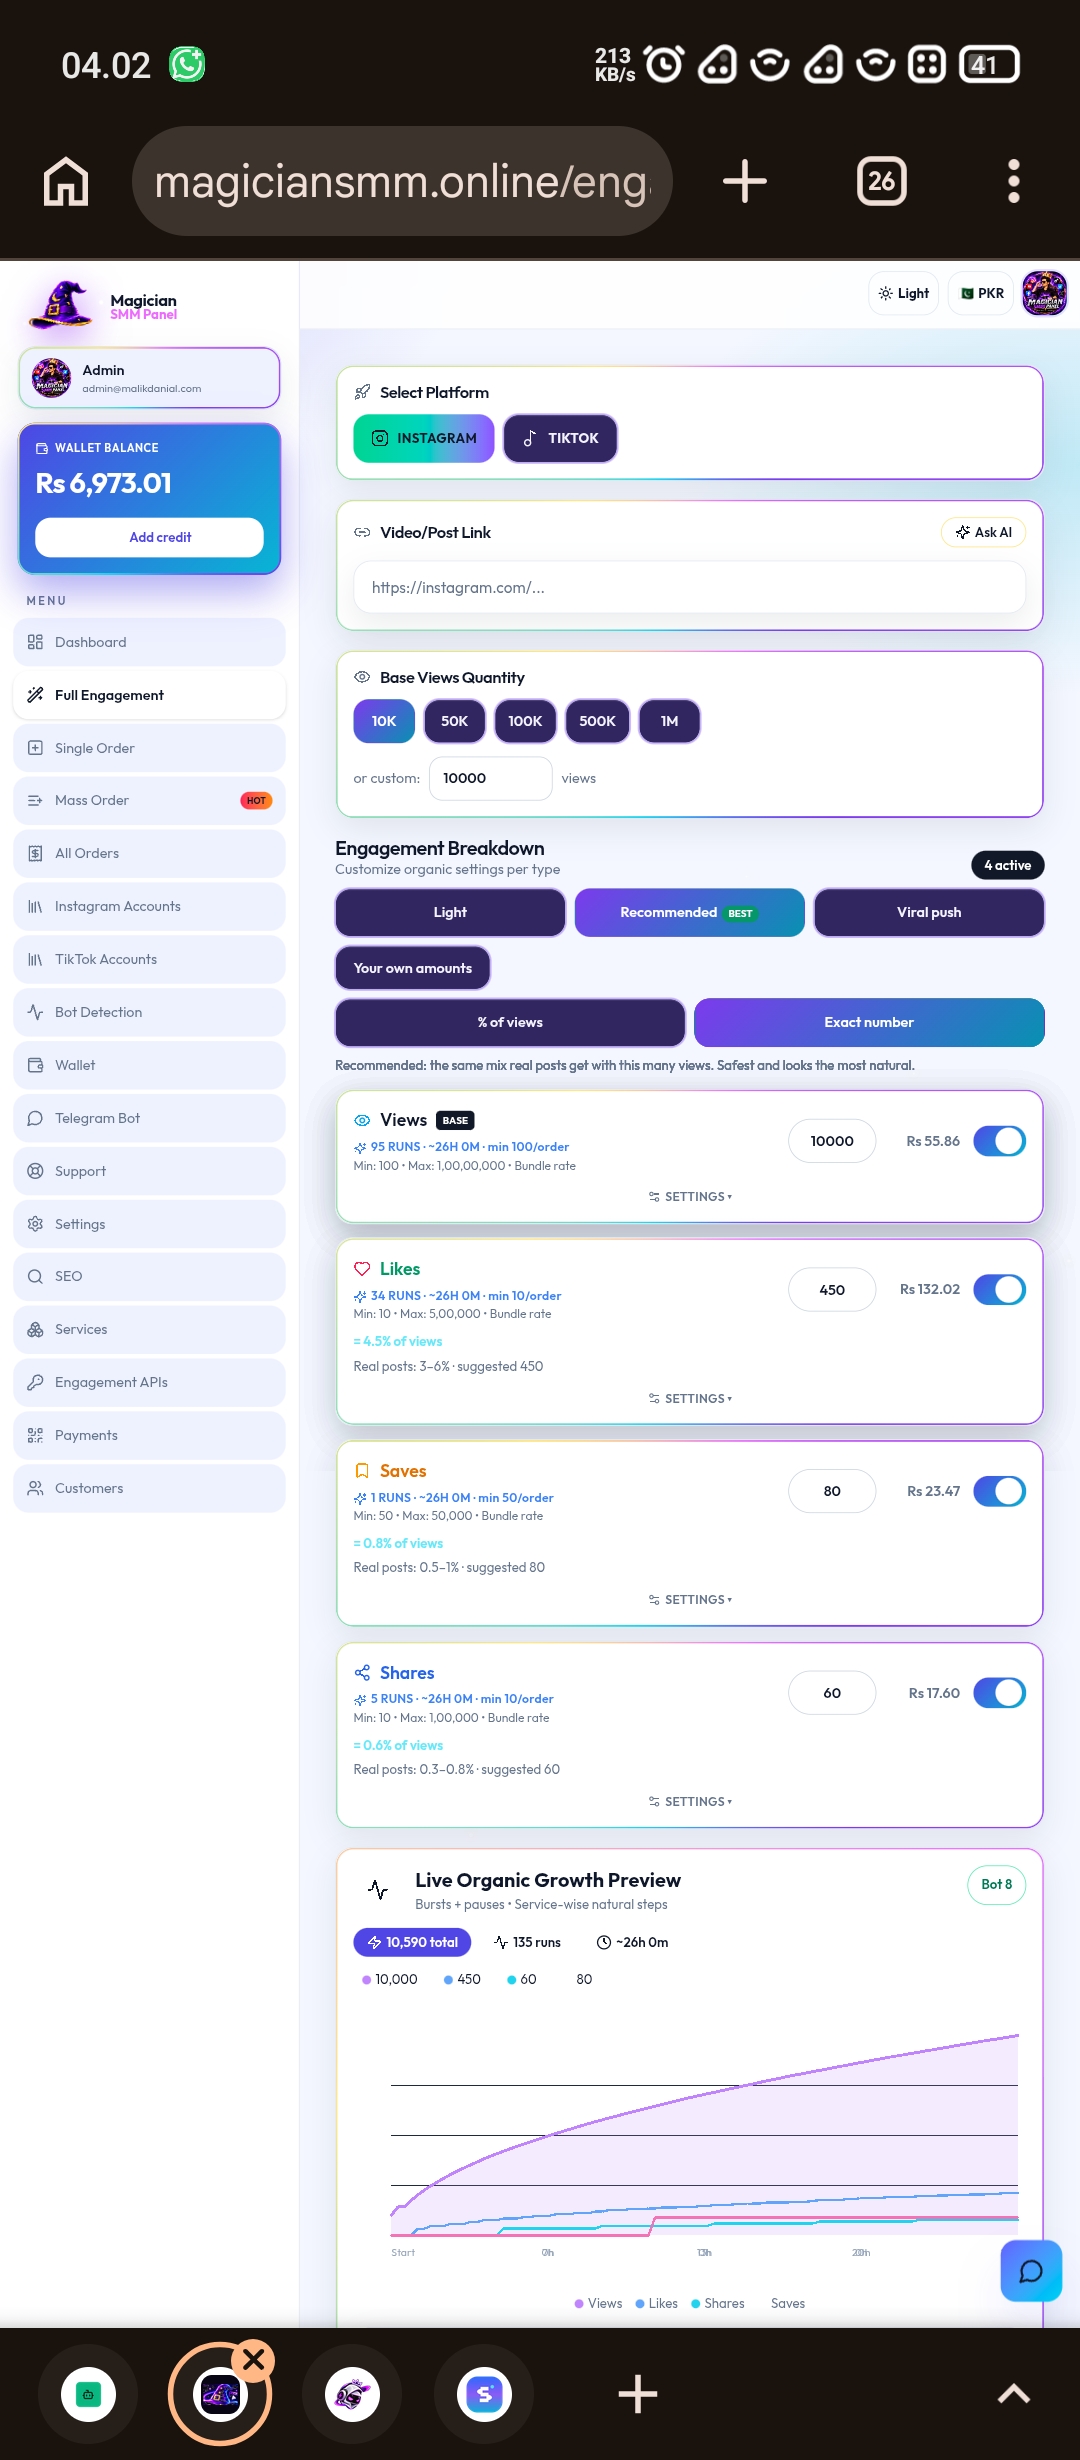 04.02
213
KB/s
41
magiciansmm.online/eng
26
Magician
SMM Panel
Light
PKR
Admin
admin@malikdanial.com
WALLET BALANCE
Rs 6,973.01
Add credit
MENU
Dashboard
Full Engagement
Single Order
Mass Order
HOT
All Orders
Instagram Accounts
TikTok Accounts
Bot Detection
Wallet
Telegram Bot
Support
Settings
SEO
Services
Engagement APIs
Payments
Customers
Select Platform
INSTAGRAM
TIKTOK
Video/Post Link
Ask AI
https://instagram.com/...
Base Views Quantity
10K 50K 100K 500K 1M
or custom: 10000 views
Engagement Breakdown
Customize organic settings per type
4 active
Light
Recommended BEST
Viral push
Your own amounts
% of views
Exact number
Recommended: the same mix real posts get with this many views. Safest and looks the most natural.
Views BASE
95 RUNS · ~26H 0M · min 100/order
Min: 100 • Max: 1,00,00,000 • Bundle rate
10000
Rs 55.86
SETTINGS ▾
Likes
34 RUNS · ~26H 0M · min 10/order
Min: 10 • Max: 5,00,000 • Bundle rate
= 4.5% of views
Real posts: 3–6% · suggested 450
450
Rs 132.02
SETTINGS ▾
Saves
1 RUNS · ~26H 0M · min 50/order
Min: 50 • Max: 50,000 • Bundle rate
= 0.8% of views
Real posts: 0.5–1% · suggested 80
80
Rs 23.47
SETTINGS ▾
Shares
5 RUNS · ~26H 0M · min 10/order
Min: 10 • Max: 1,00,000 • Bundle rate
= 0.6% of views
Real posts: 0.3–0.8% · suggested 60
60
Rs 17.60
SETTINGS ▾
Live Organic Growth Preview
Bursts + pauses • Service-wise natural steps
Bot 8
10,590 total
135 runs
~26h 0m
10,000 450 60 80
Start
Views Likes Shares Saves